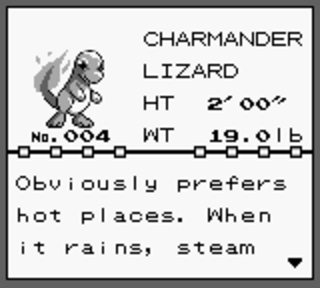 CHARMANDER
LIZARD
HT 2′00″
No.004 WT 19.0lb
Obviously prefers
hot places. When
it rains, steam